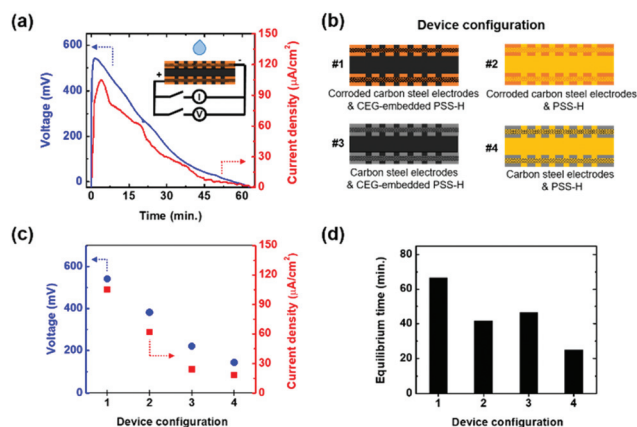 (a)
600
400
200
0
Voltage (mV)
150
120
90
60
30
0
Current density (µA/cm²)
0 15 30 45 60
Time (min.)
+
-
I
V
(b)
Device configuration
#1
Corroded carbon steel electrodes
& CEG-embedded PSS-H
#2
Corroded carbon steel electrodes
& PSS-H
#3
Carbon steel electrodes
& CEG-embedded PSS-H
#4
Carbon steel electrodes
& PSS-H
(c)
600
400
200
0
Voltage (mV)
150
120
90
60
30
0
Current density (µA/cm²)
1 2 3 4
Device configuration
(d)
80
60
40
20
0
Equilibrium time (min.)
1 2 3 4
Device configuration